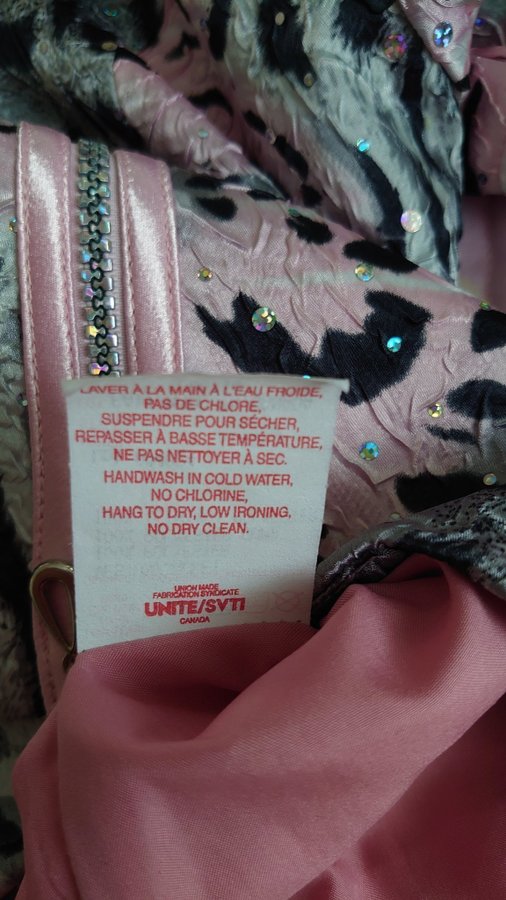 LAVER À LA MAIN À L'EAU FROIDE,
PAS DE CHLORE,
SUSPENDRE POUR SÉCHER,
REPASSER À BASSE TEMPÉRATURE,
NE PAS NETTOYER À SEC.
HANDWASH IN COLD WATER,
NO CHLORINE,
HANG TO DRY, LOW IRONING,
NO DRY CLEAN.
UNION MADE
FABRICATION SYNDICATE
UNITE/SVTI
CANADA